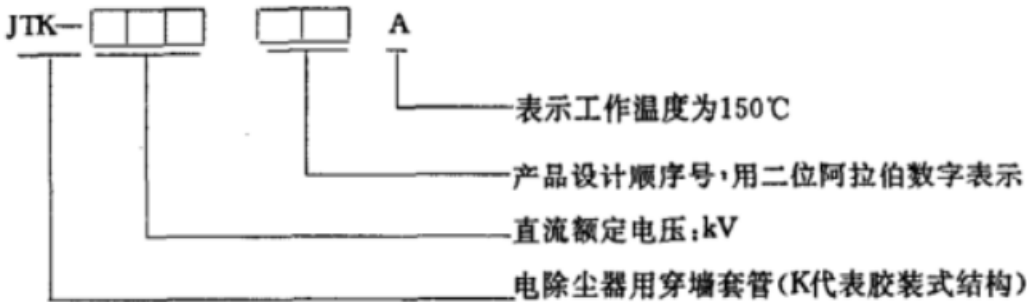 JTK— A
表示工作温度为150℃
产品设计顺序号,用二位阿拉伯数字表示
直流额定电压:kV
电除尘器用穿墙套管(K代表胶装式结构)